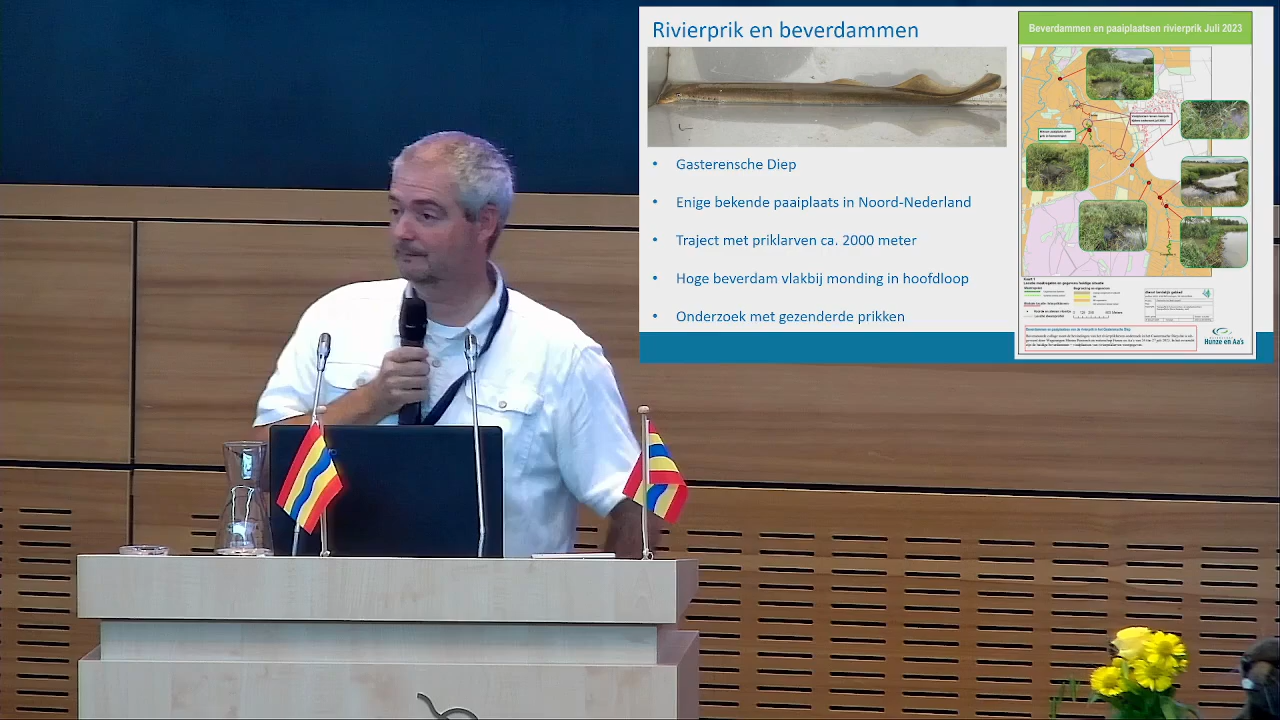 Rivierprik en beverdammen
• Gasterensche Diep
• Enige bekende paaiplaats in Noord-Nederland
• Traject met priklarven ca. 2000 meter
• Hoge beverdam vlakbij monding in hoofdloop
• Onderzoek met gezenderde prikken
Beverdammen en paaiplaatsen rivierprik Juli 2023
Hunze en Aa's